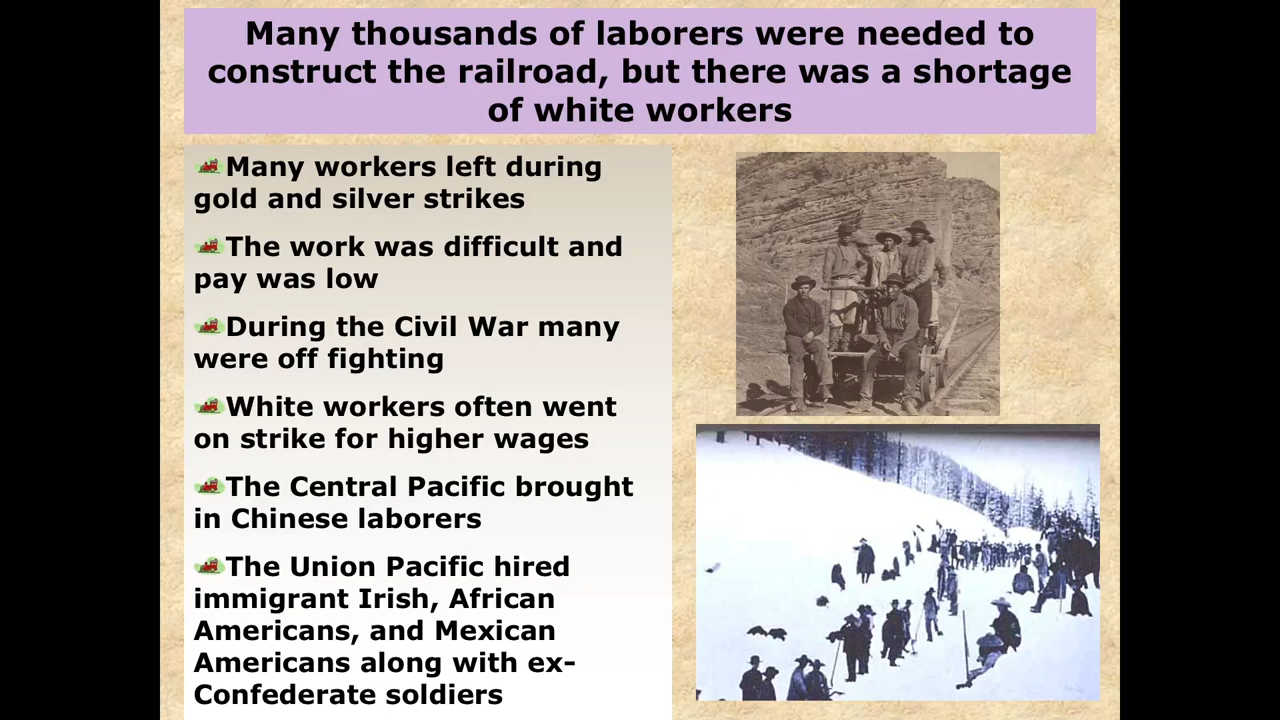 Many thousands of laborers were needed to
construct the railroad, but there was a shortage
of white workers
Many workers left during
gold and silver strikes
The work was difficult and
pay was low
During the Civil War many
were off fighting
White workers often went
on strike for higher wages
The Central Pacific brought
in Chinese laborers
The Union Pacific hired
immigrant Irish, African
Americans, and Mexican
Americans along with ex-
Confederate soldiers